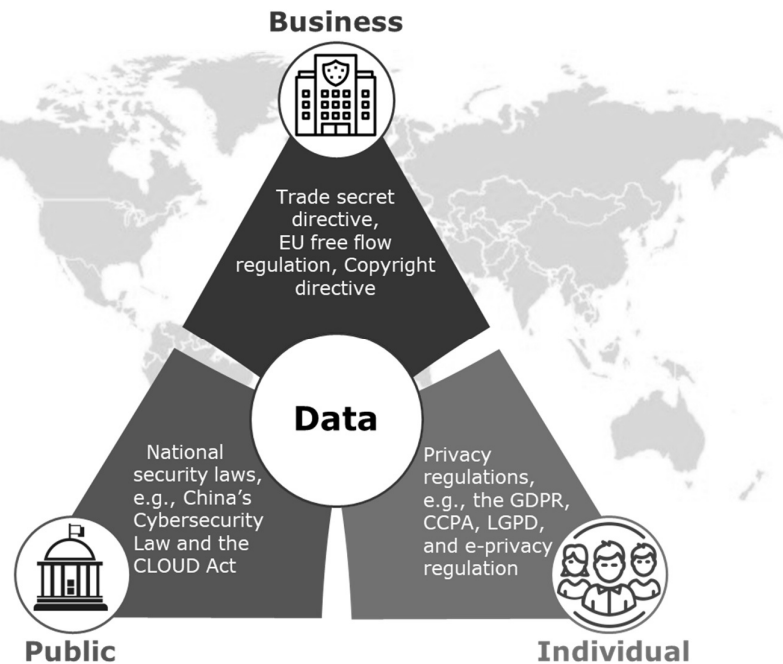 Business
Trade secret
directive,
EU free flow
regulation, Copyright
directive
Data
National
security laws,
e.g., China’s
Cybersecurity
Law and the
CLOUD Act
Privacy
regulations,
e.g., the GDPR,
CCPA, LGPD,
and e-privacy
regulation
Public
Individual